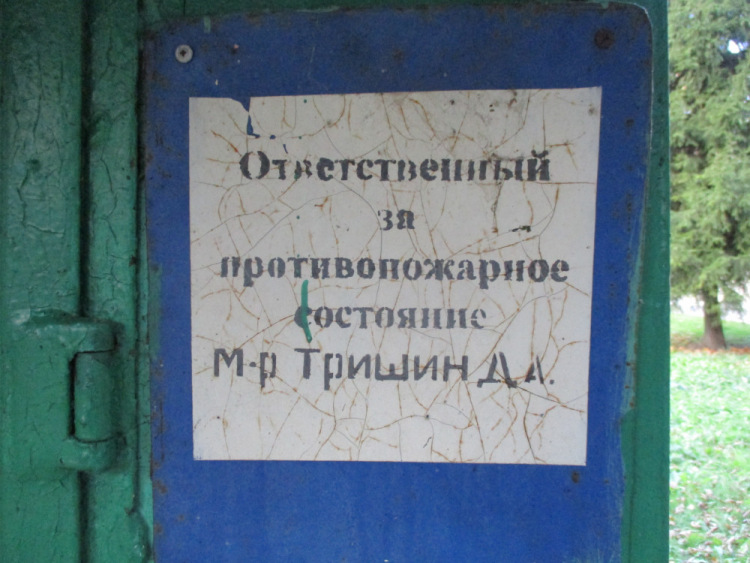 Ответственный
за
противопожарное
состояние
М-р Тришин Д.А.